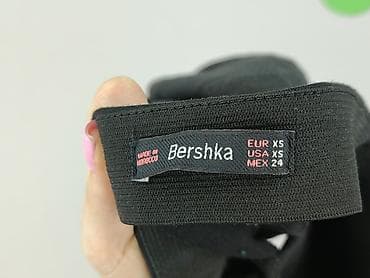 MADE IN
MOROCCO
Bershka
EUR XS
USA XS
MEX 24